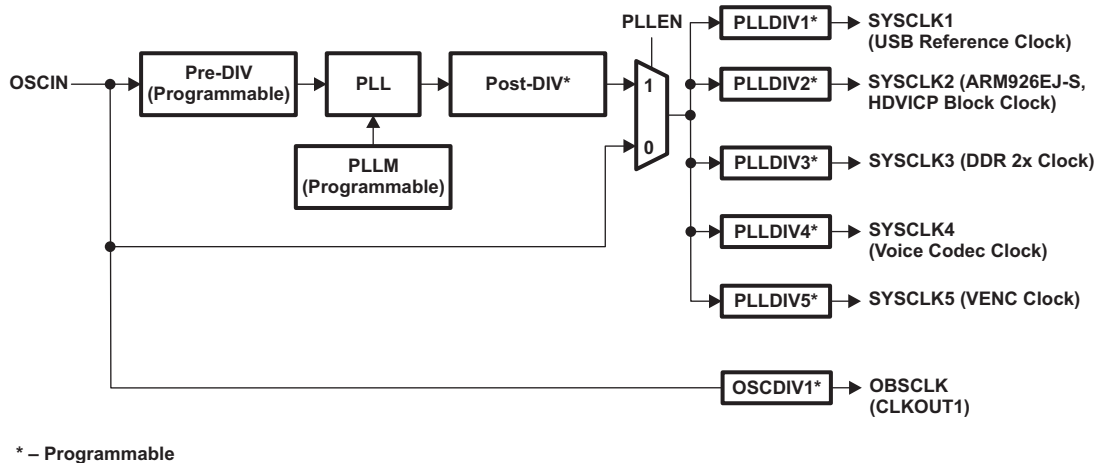 PLLEN
OSCIN
Pre-DIV
(Programmable)
PLL
Post-DIV*
PLLM
(Programmable)
1
0
PLLDIV1*
SYSCLK1
(USB Reference Clock)
PLLDIV2*
SYSCLK2 (ARM926EJ-S,
HDVICP Block Clock)
PLLDIV3*
SYSCLK3 (DDR 2x Clock)
PLLDIV4*
SYSCLK4
(Voice Codec Clock)
PLLDIV5*
SYSCLK5 (VENC Clock)
OSCDIV1*
OBSCLK
(CLKOUT1)
* – Programmable